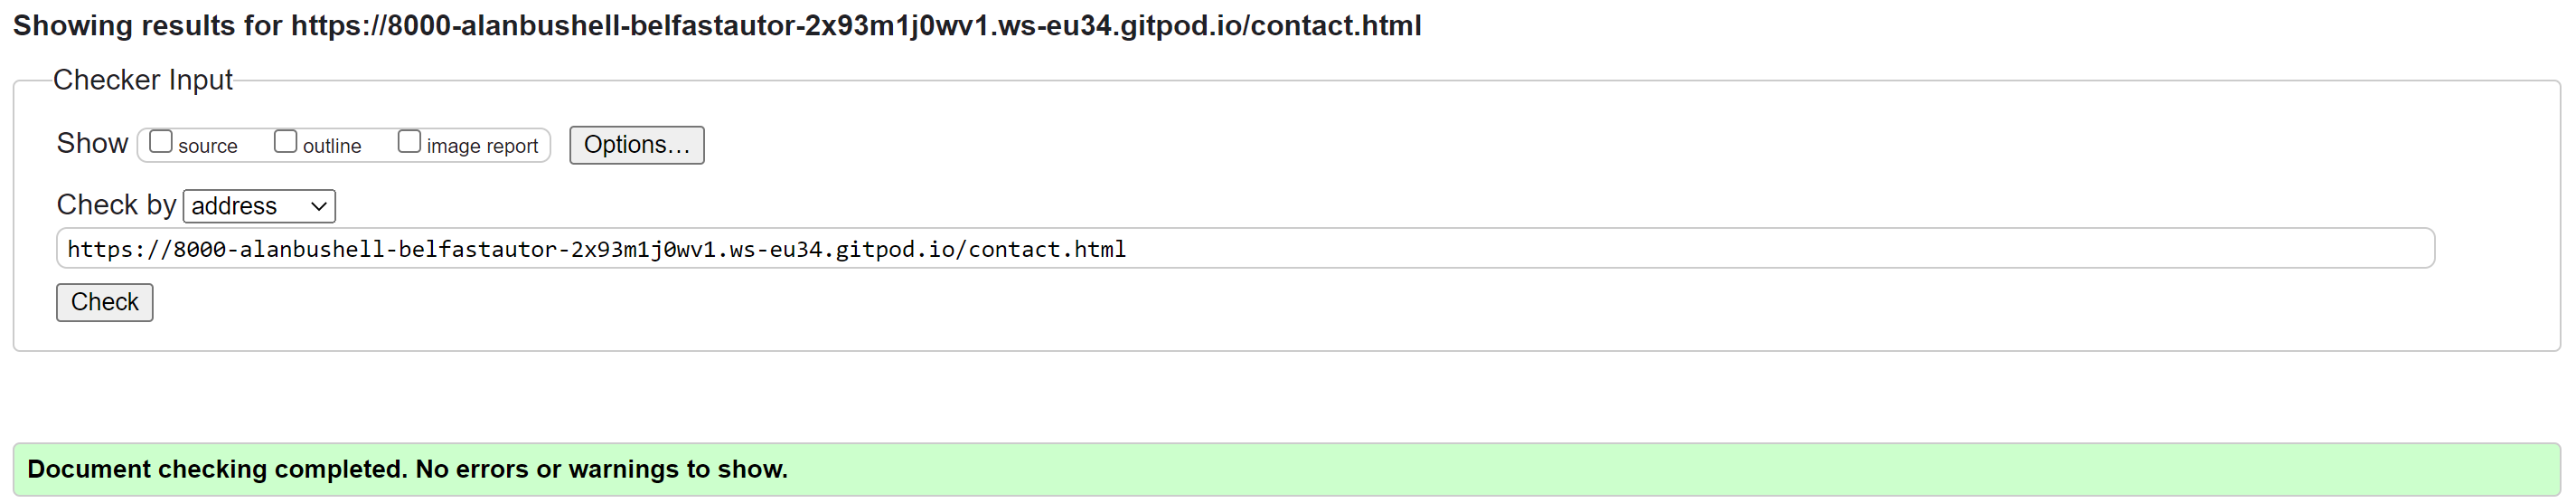 Showing results for https://8000-alanbushell-belfastautor-2x93m1j0wv1.ws-eu34.gitpod.io/contact.html
Checker Input
Show source outline image report Options...
Check by address
https://8000-alanbushell-belfastautor-2x93m1j0wv1.ws-eu34.gitpod.io/contact.html
Check
Document checking completed. No errors or warnings to show.